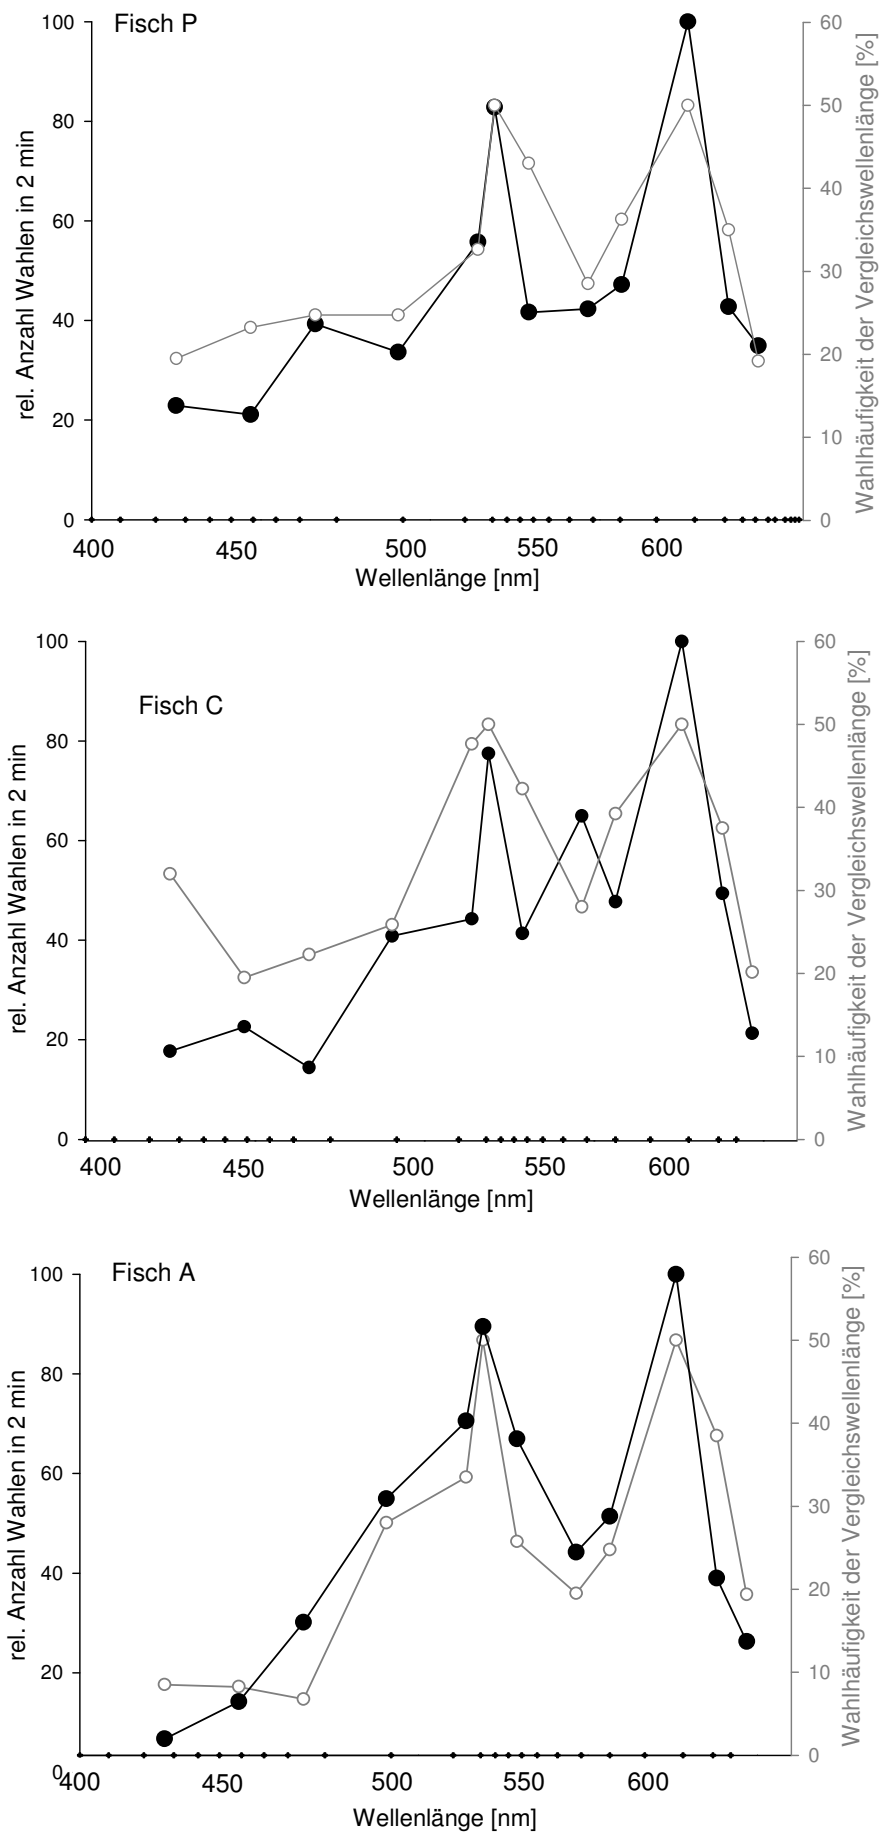 Fisch P
100
80
60
40
20
0
rel. Anzahl Wahlen in 2 min
60
50
40
30
20
10
0
Wahlhäufigkeit der Vergleichswellenlänge [%]
400 450 500 550 600
Wellenlänge [nm]
Fisch C
100
80
60
40
20
0
rel. Anzahl Wahlen in 2 min
60
50
40
30
20
10
0
Wahlhäufigkeit der Vergleichswellenlänge [%]
400 450 500 550 600
Wellenlänge [nm]
Fisch A
100
80
60
40
20
0
rel. Anzahl Wahlen in 2 min
60
50
40
30
20
10
0
Wahlhäufigkeit der Vergleichswellenlänge [%]
400 450 500 550 600
Wellenlänge [nm]